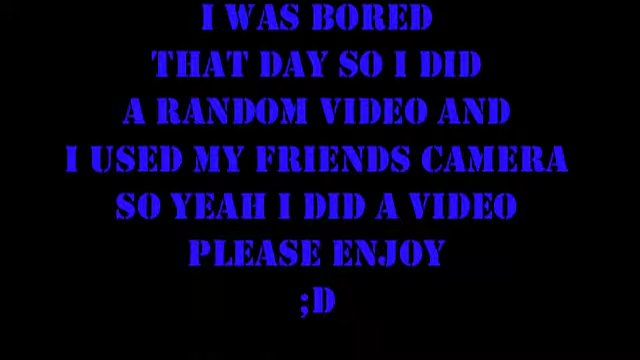 I WAS BORED
THAT DAY SO I DID
A RANDOM VIDEO AND
I USED MY FRIENDS CAMERA
SO YEAH I DID A VIDEO
PLEASE ENJOY
;D